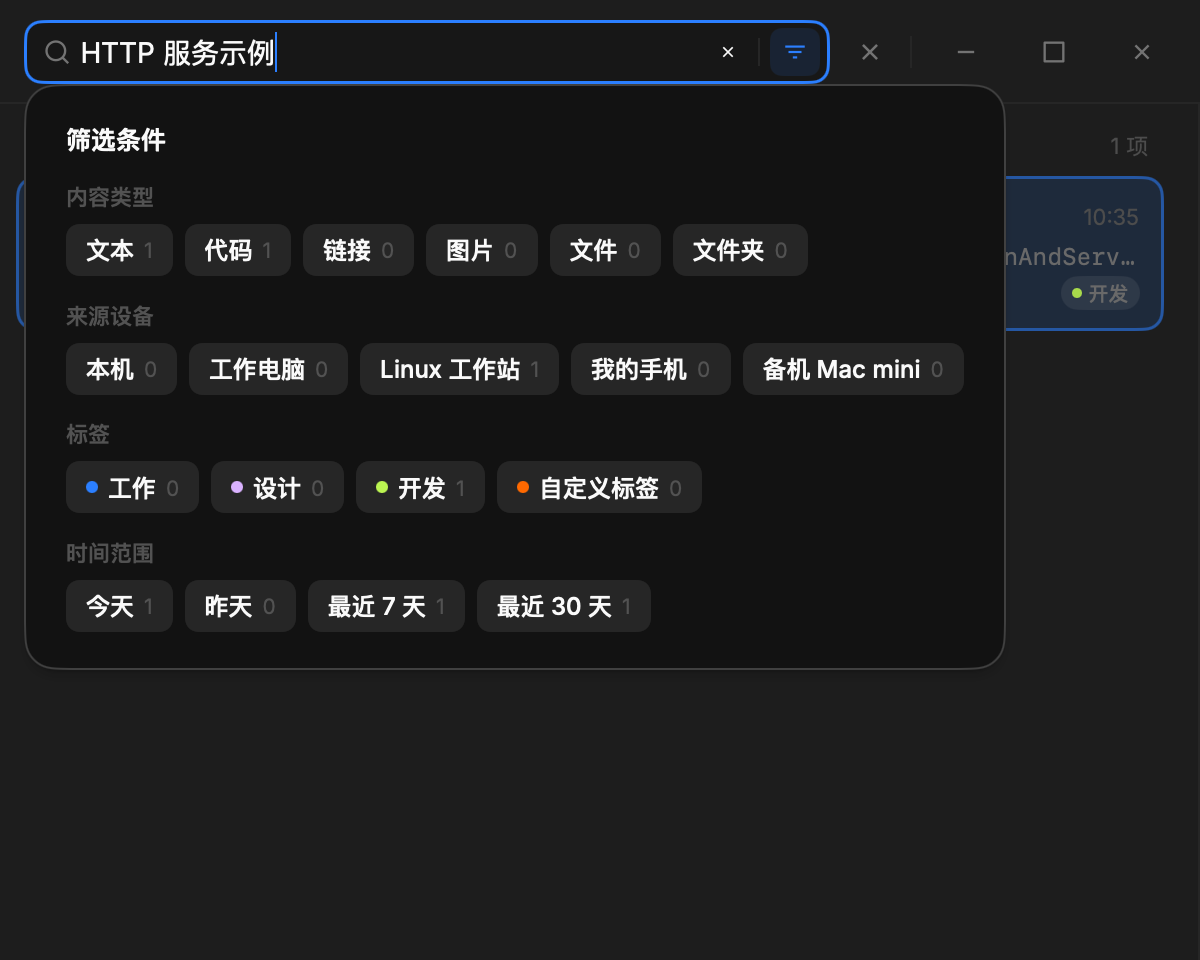 HTTP 服务示例
筛选条件
1 项
内容类型
文本 1 代码 1 链接 0 图片 0 文件 0 文件夹 0
10:35
nAndServ…
开发
来源设备
本机 0 工作电脑 0 Linux 工作站 1 我的手机 0 备机 Mac mini 0
标签
工作 0 设计 0 开发 1 自定义标签 0
时间范围
今天 1 昨天 0 最近 7 天 1 最近 30 天 1